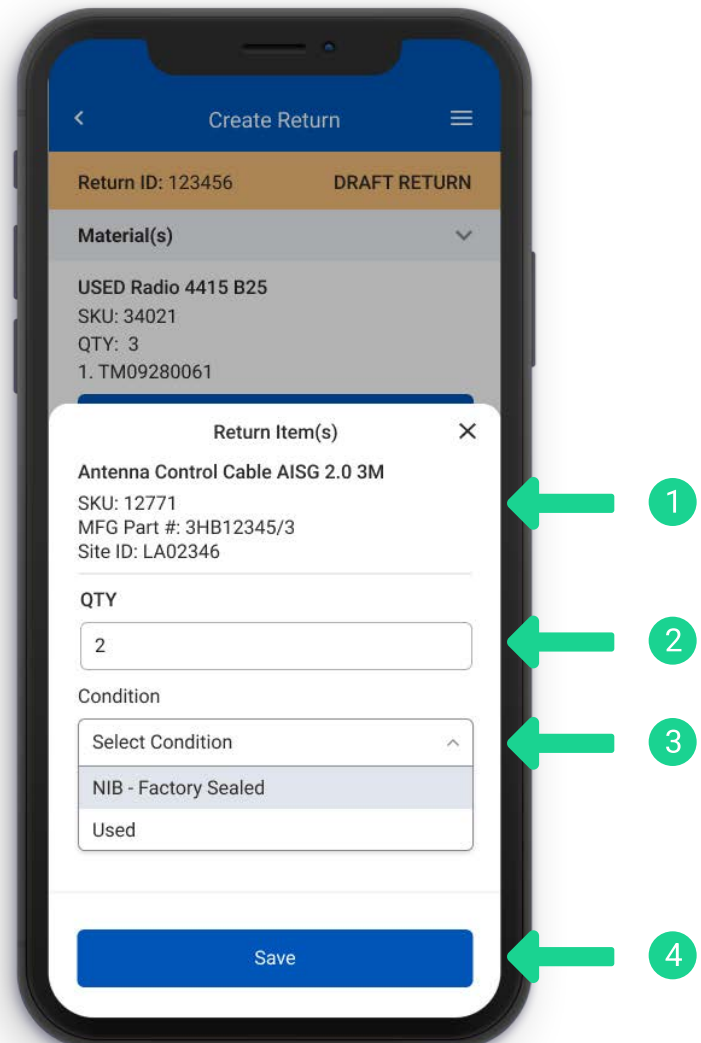 Create Return
Return ID: 123456 DRAFT RETURN
Material(s)
USED Radio 4415 B25
SKU: 34021
QTY: 3
1. TM09280061
Return Item(s)
Antenna Control Cable AISG 2.0 3M
SKU: 12771
MFG Part #: 3HB12345/3
Site ID: LA02346
1
QTY
2
2
Condition
Select Condition
3
NIB - Factory Sealed
Used
Save
4